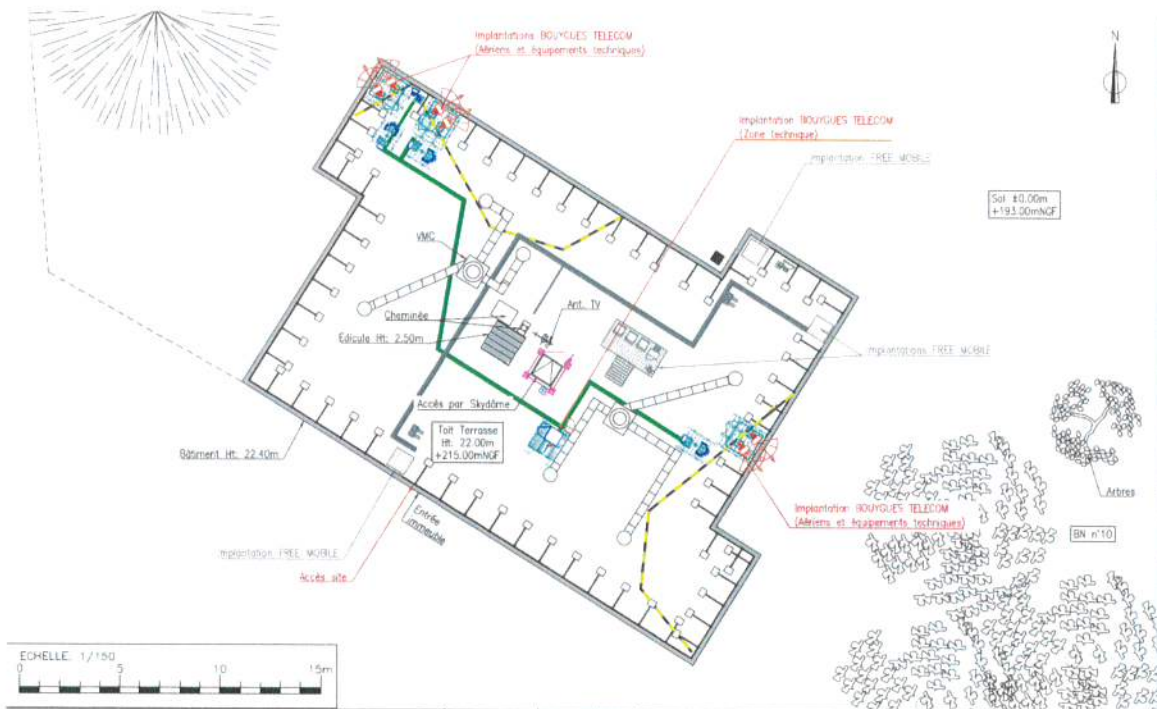 Implantations BOUYGUES TELECOM
(Aériens et équipements techniques)
N
Implantation BOUYGUES TELECOM
(Zone technique)
Implantation FREE MOBILE
Sol ±0.00m
+193.00mNGF
VMC
Ant. TV
Cheminée
Edicule Ht: 2.50m
Implantations FREE MOBILE
Accès par Skydôme
Toit Terrasse
Ht: 22.00m
+215.00mNGF
Bâtiment Ht: 22.40m
Arbres
Entrée
immeuble
Implantation BOUYGUES TELECOM
(Aériens et équipements techniques)
BN n°10
Implantation FREE MOBILE
Accès site
ECHELLE: 1/150
0 5 10 15m